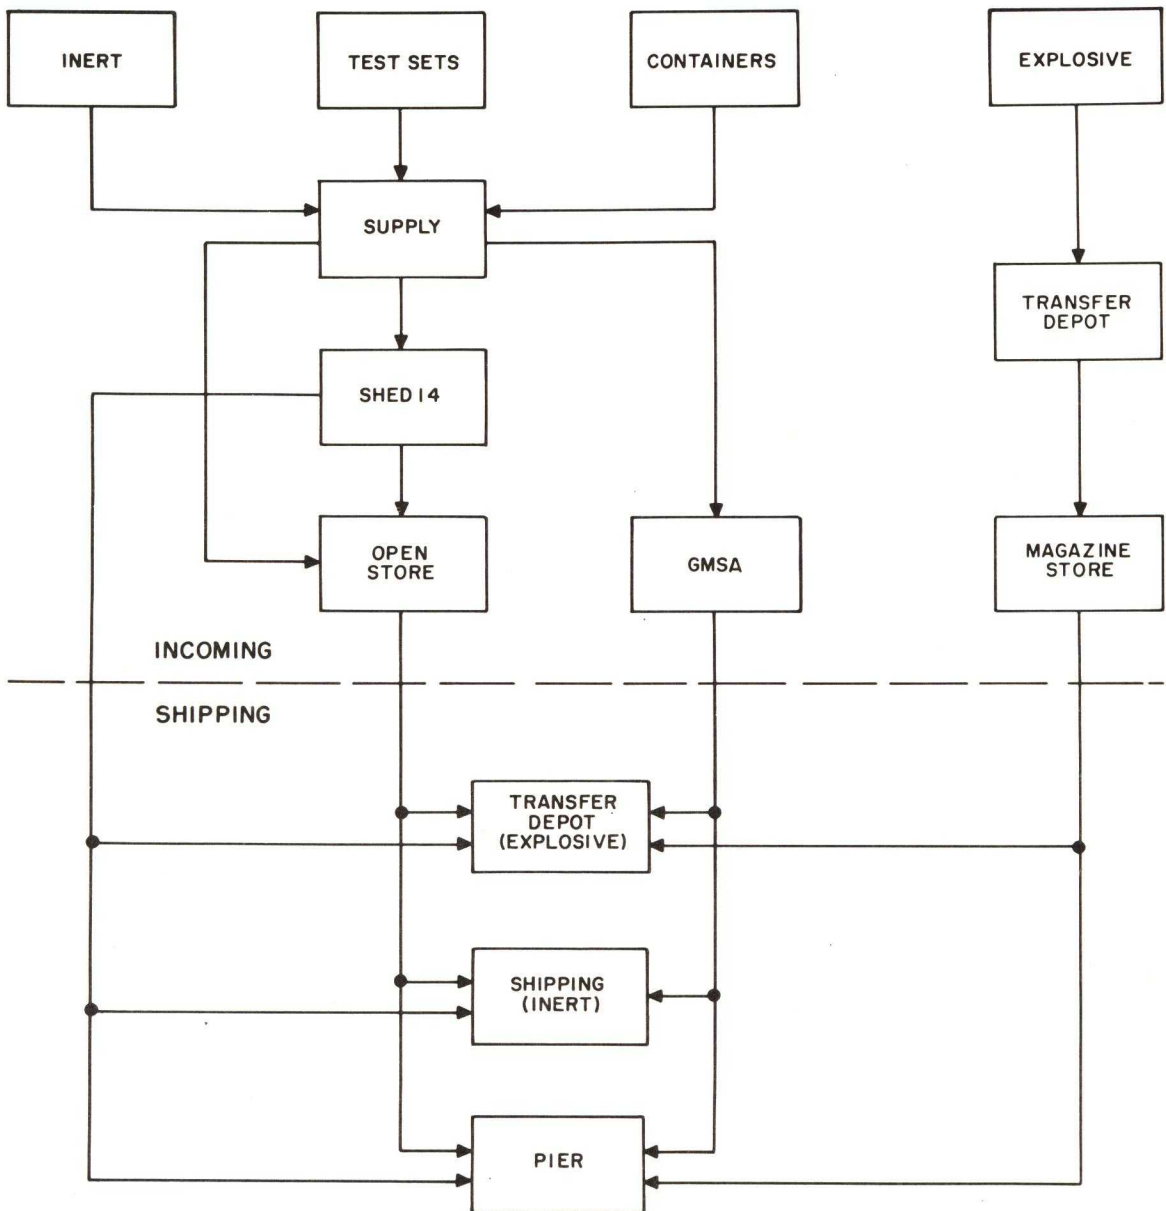 INERT
TEST SETS
CONTAINERS
EXPLOSIVE
SUPPLY
TRANSFER
DEPOT
SHED 14
OPEN
STORE
GMSA
MAGAZINE
STORE
INCOMING
SHIPPING
TRANSFER
DEPOT
(EXPLOSIVE)
SHIPPING
(INERT)
PIER